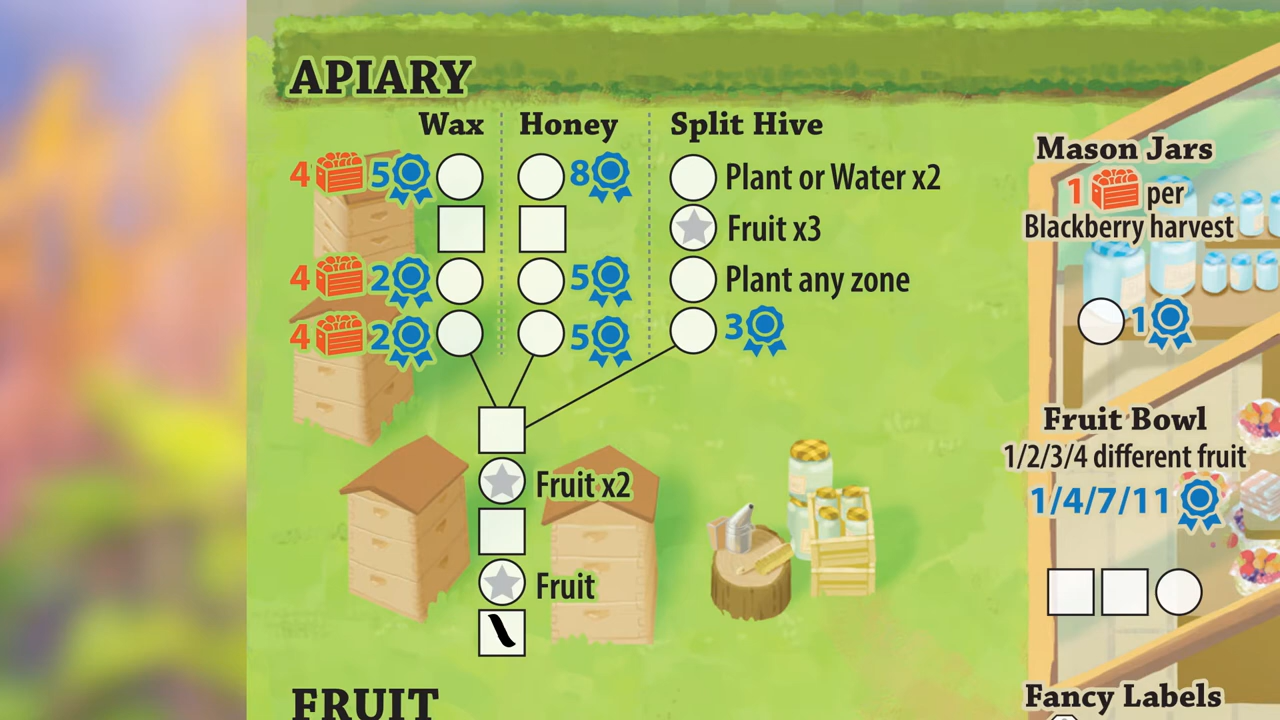 APIARY
Wax Honey Split Hive
4 5 8 Plant or Water x2
Fruit x3
4 2 5 Plant any zone
4 2 5 3
Fruit x2
Fruit
FRUIT
Mason Jars
1 per
Blackberry harvest
1
Fruit Bowl
1/2/3/4 different fruit
1/4/7/11
Fancy Labels